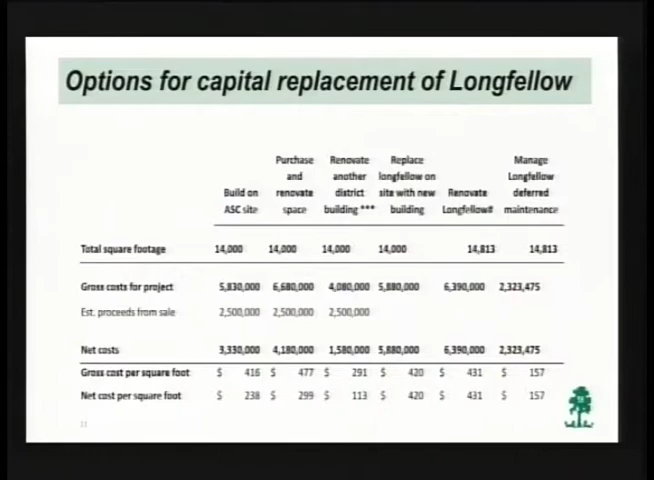 Options for capital replacement of Longfellow
Purchase Renovate Replace Manage
and another longfellow on Longfellow
Build on renovate district site with new Renovate deferred
ASC site space building *** building Longfellow# maintenance
Total square footage 14,000 14,000 14,000 14,000 14,813 14,813
Gross costs for project 5,830,000 6,680,000 4,080,000 5,880,000 6,390,000 2,323,475
Est. proceeds from sale 2,500,000 2,500,000 2,500,000
Net costs 3,330,000 4,180,000 1,580,000 5,880,000 6,390,000 2,323,475
Gross cost per square foot $ 416 $ 477 $ 291 $ 420 $ 431 $ 157
Net cost per square foot $ 238 $ 299 $ 113 $ 420 $ 431 $ 157